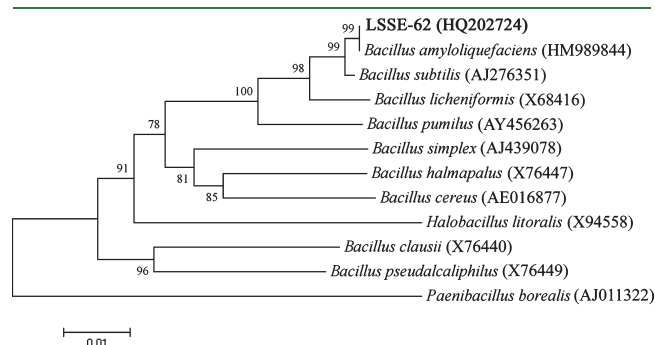 99 LSSE-62 (HQ202724)
99 Bacillus amyloliquefaciens (HM989844)
Bacillus subtilis (AJ276351)
98
Bacillus licheniformis (X68416)
100
Bacillus pumilus (AY456263)
78
Bacillus simplex (AJ439078)
91
Bacillus halmapalus (X76447)
81
85 Bacillus cereus (AE016877)
Halobacillus litoralis (X94558)
Bacillus clausii (X76440)
96 Bacillus pseudalcaliphilus (X76449)
Paenibacillus borealis (AJ011322)
0.01